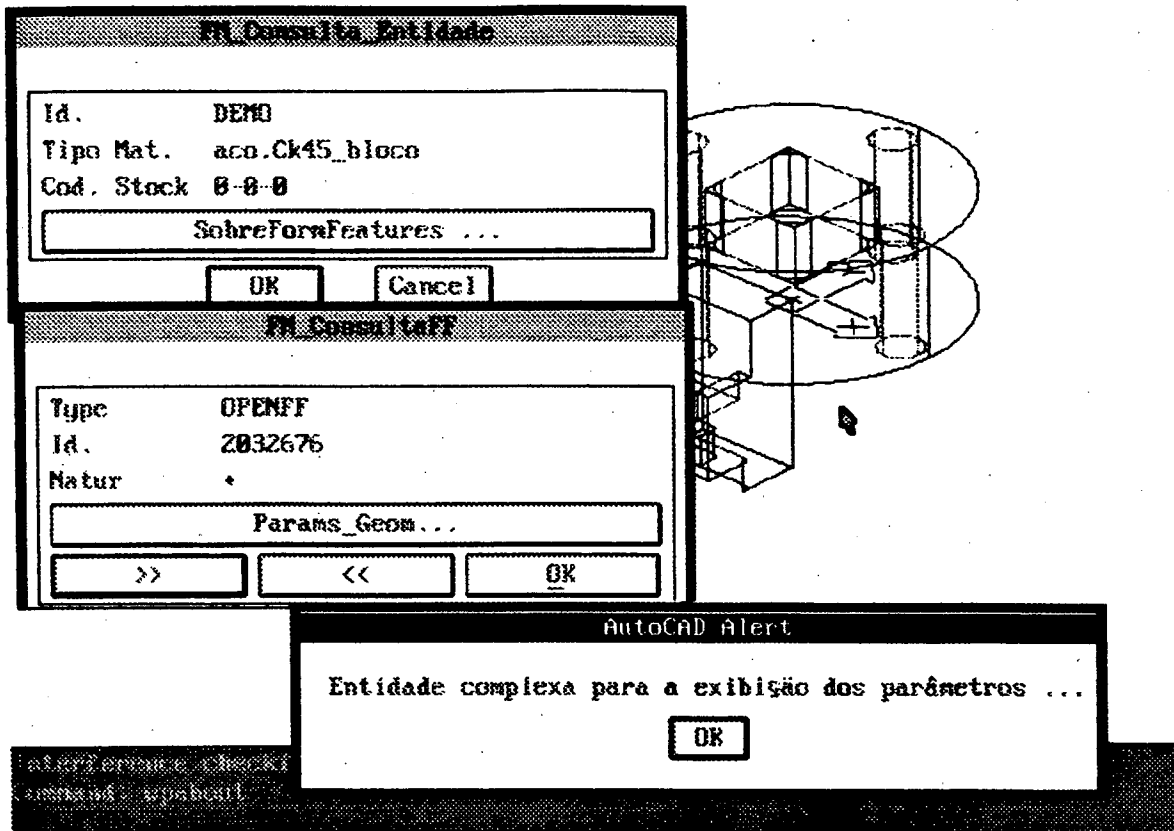 FM_Consulta_Entidade
Id. DEMO
Tipo Mat. aco.Ck45_bloco
Cod. Stock 0-0-0
SobreFormFeatures ...
OK Cancel
FM_ConsultaFF
Type OPENFF
Id. 2032676
Natur +
Params_Geom...
>> << OK
AutoCAD Alert
Entidade complexa para a exibição dos parâmetros ...
OK